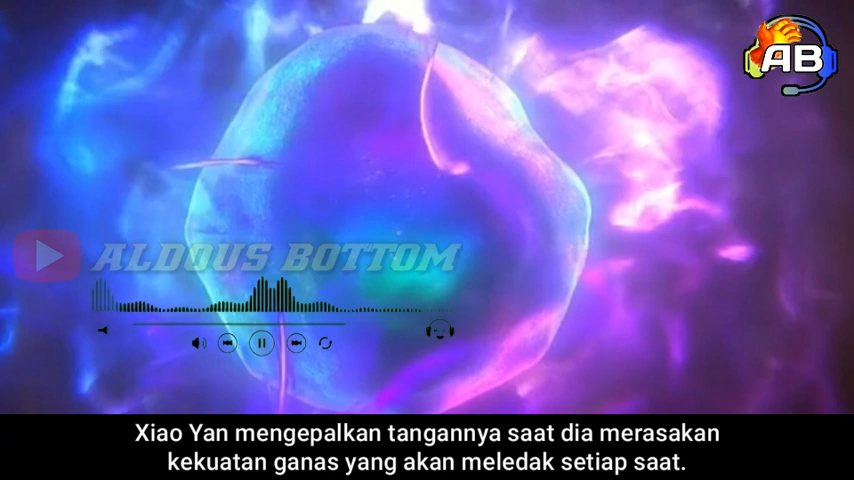 AB
ALDOUS BOTTOM
Xiao Yan mengepalkan tangannya saat dia merasakan
kekuatan ganas yang akan meledak setiap saat.